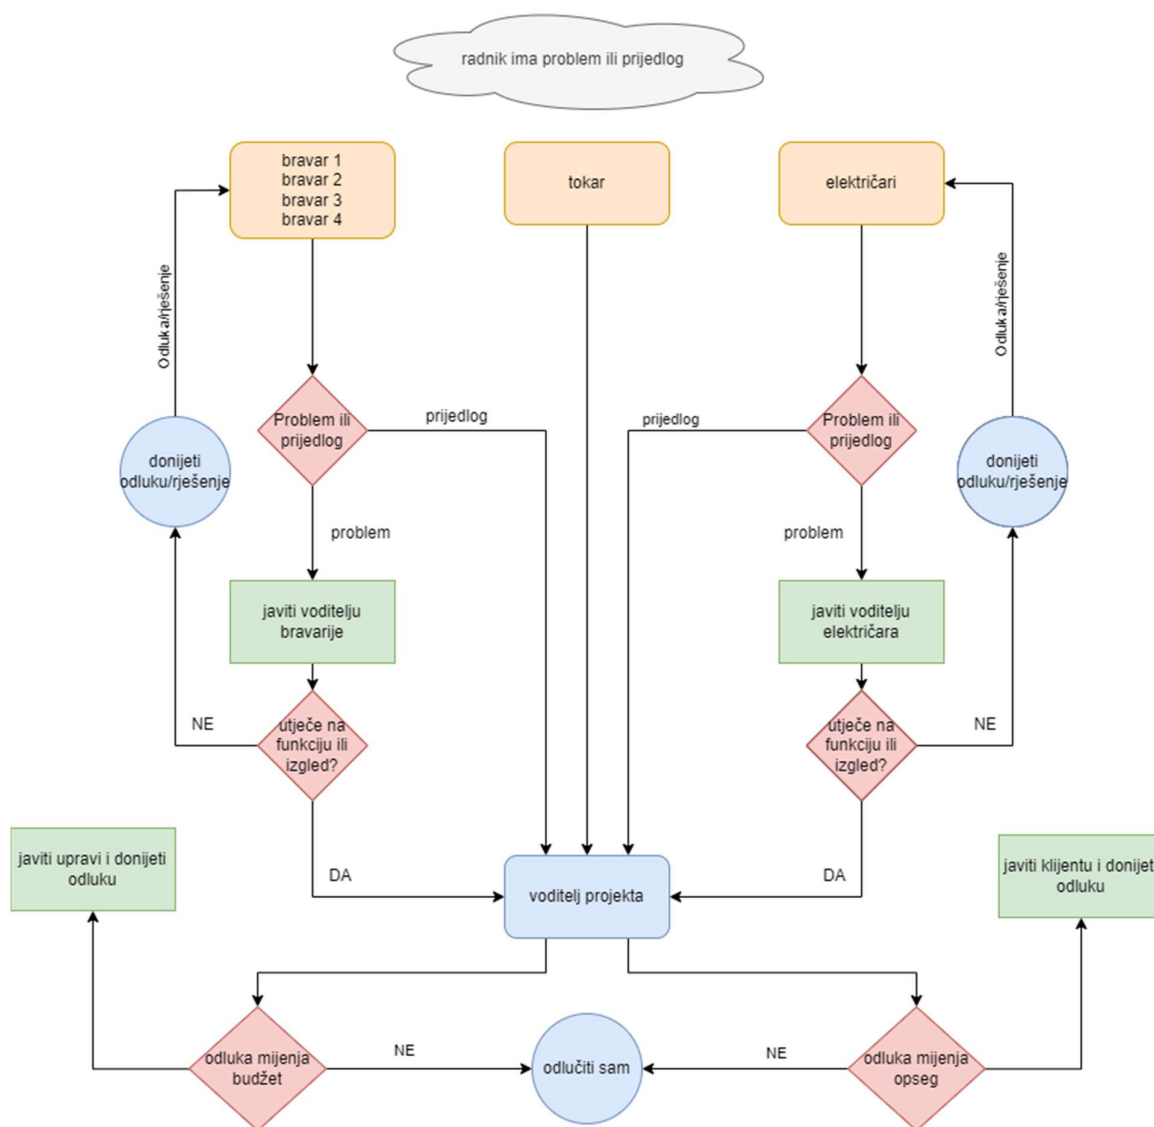 radnik ima problem ili prijedlog
bravar 1
bravar 2
bravar 3
bravar 4
tokar
električari
Odluka/rješenje
Odluka/rješenje
Problem ili
prijedlog
prijedlog
prijedlog
Problem ili
prijedlog
donijeti
odluku/rješenje
donijeti
odluku/rješenje
problem
problem
javiti voditelju
bravarije
javiti voditelju
električara
NE
utječe na
funkciju ili
izgled?
utječe na
funkciju ili
izgled?
NE
javiti upravi i donijeti
odluku
DA
voditelj projekta
DA
javiti klijentu i donijeti
odluku
odluka mijenja
budžet
NE
odlučiti sam
NE
odluka mijenja
opseg